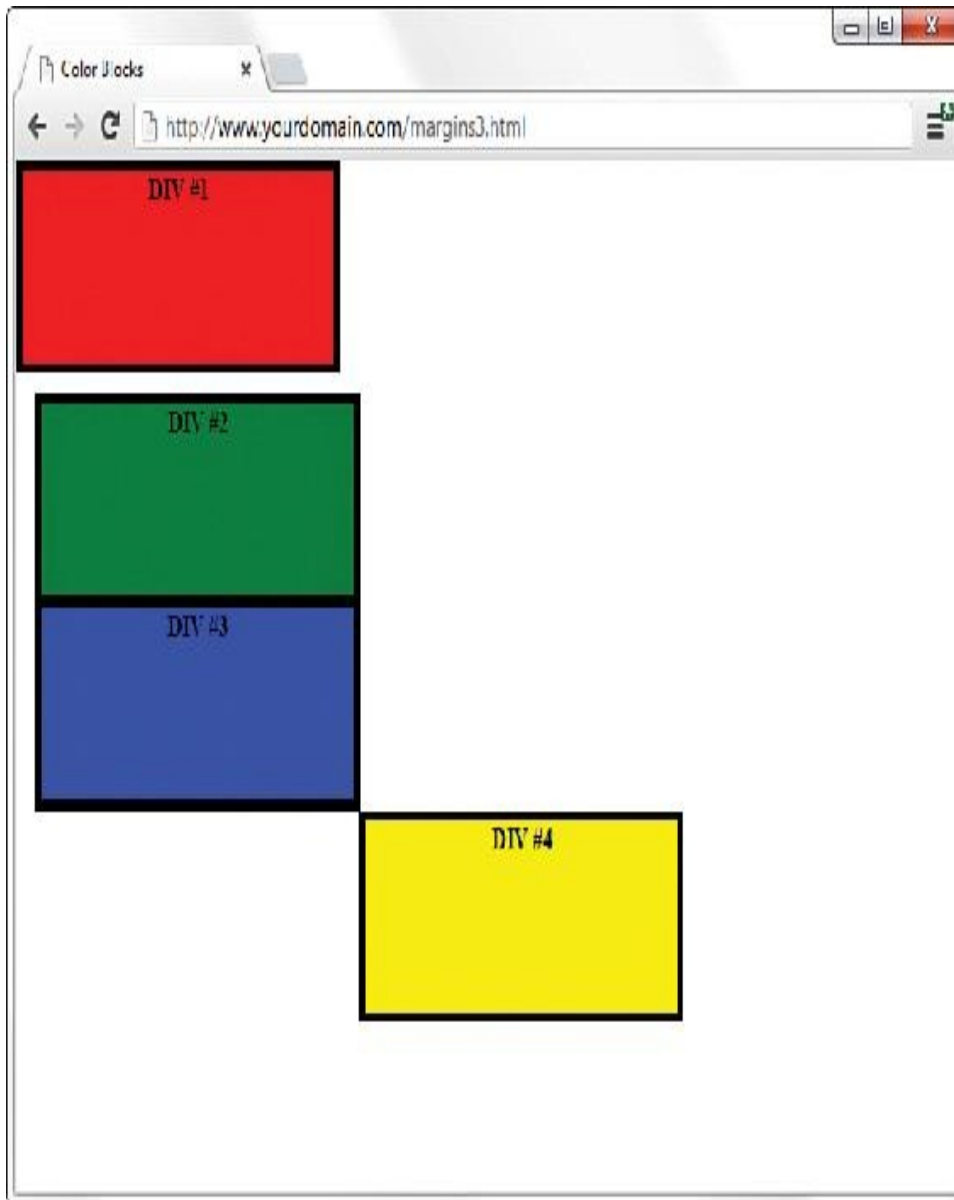 Color Blocks
http://www.yourdomain.com/margins3.html
DIV #1
DIV #2
DIV #3
DIV #4